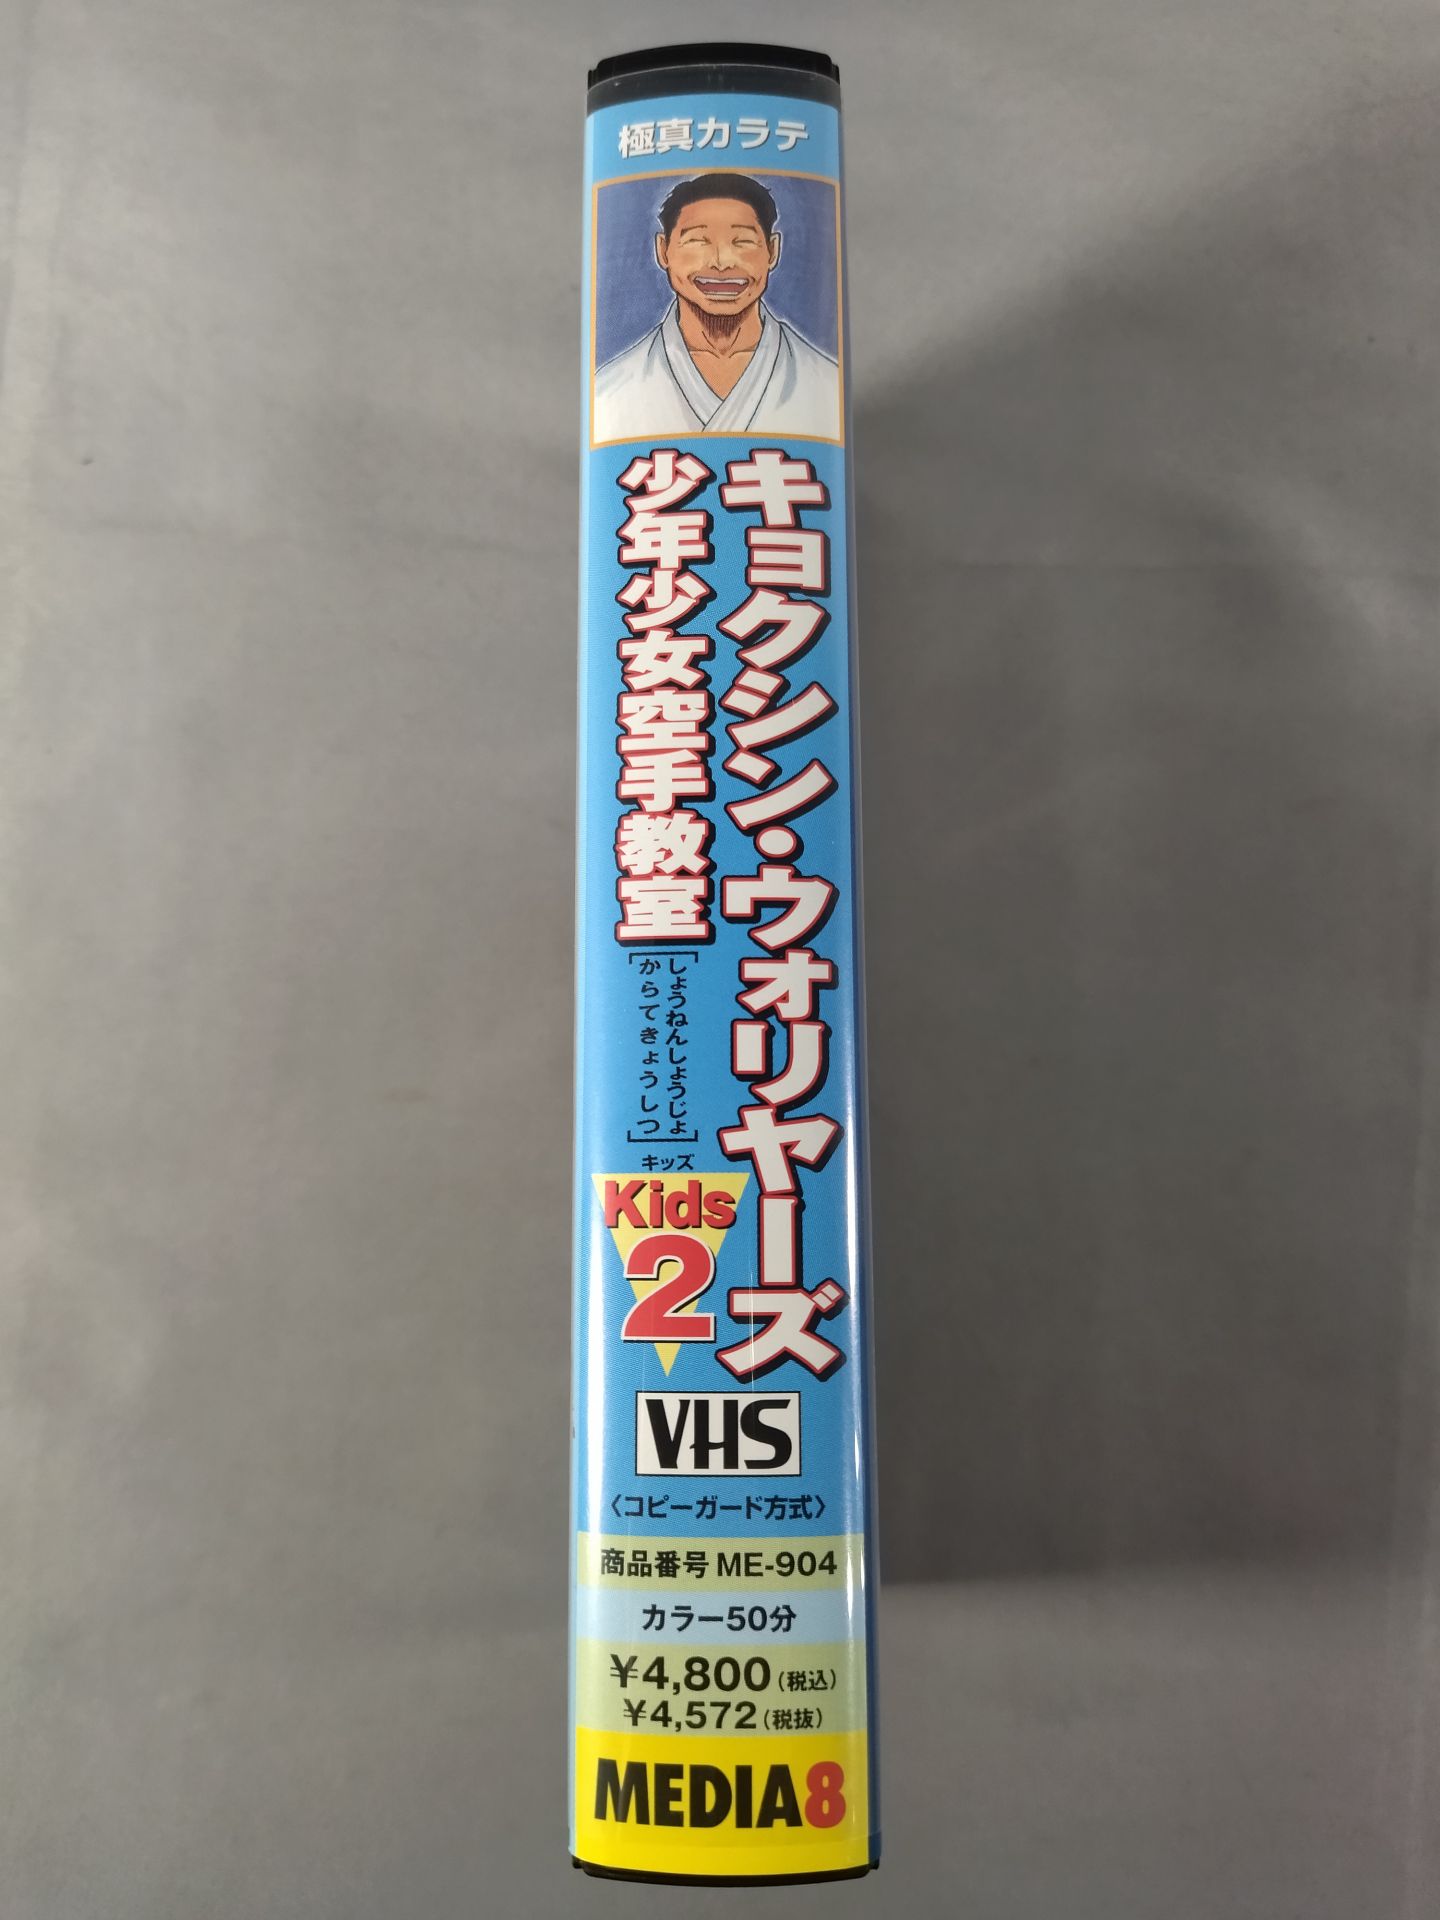 極真カラテ
キョクシン・ウォリヤーズ
少年少女空手教室
[しょうねんしょうじょ
からてきょうしつ]
キッズ
Kids
2
VHS
〈コピーガード方式〉
商品番号 ME-904
カラー50分
¥4,800(税込)
¥4,572(税抜)
MEDIA8